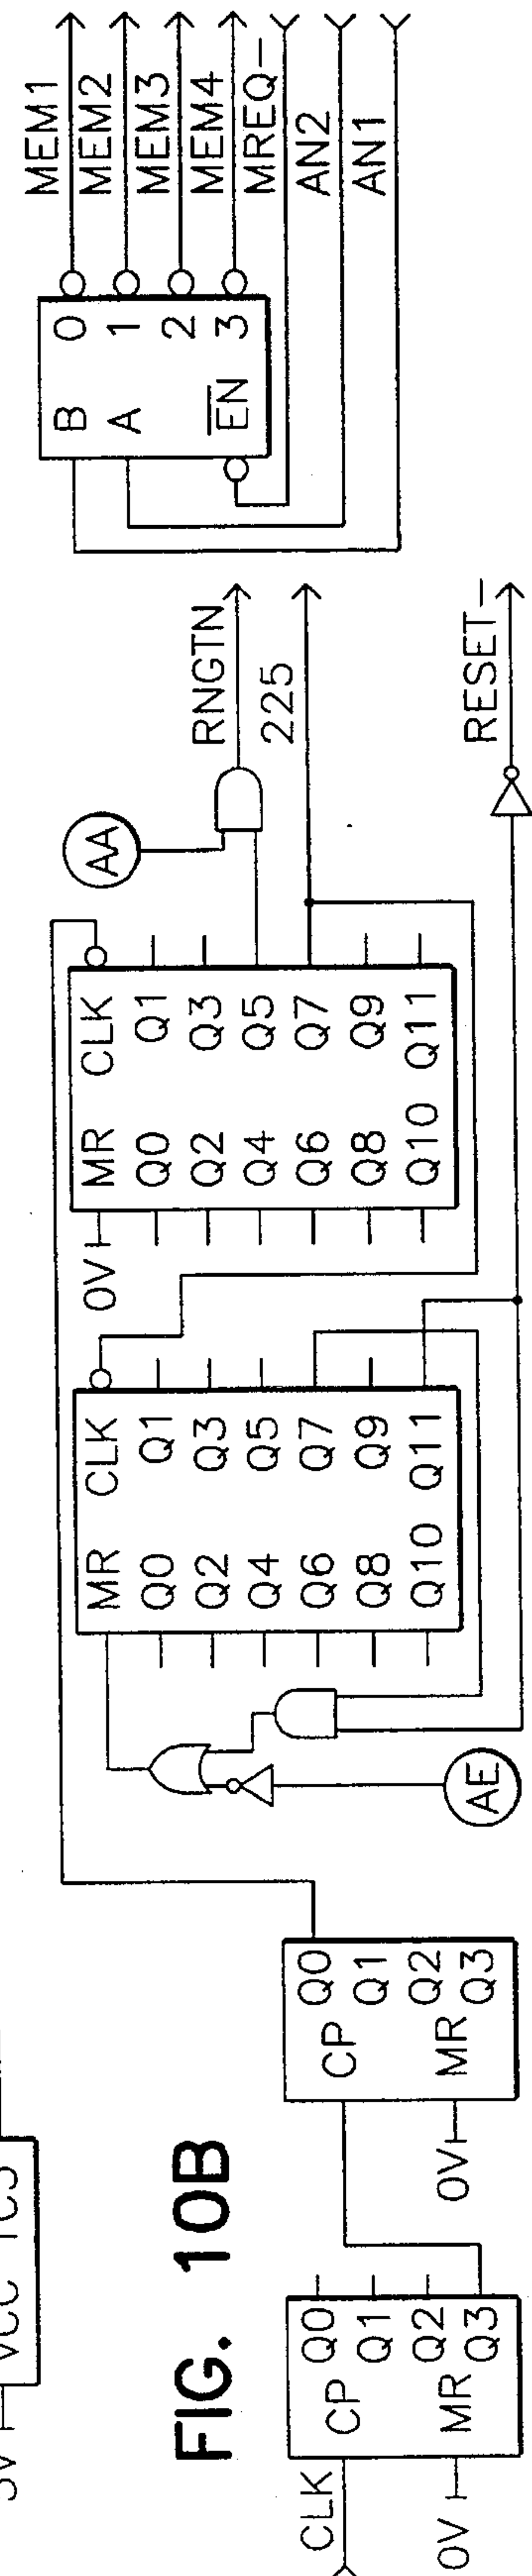 MEM1
MEM2
MEM3
MEM4
MREQ-
AN2
AN1
B 0
A 1
2
EN 3
RNGTN
225
RESET-
AA
MR CLK
Q0 Q1
Q2 Q3
Q4 Q5
Q6 Q7
Q8 Q9
Q10 Q11
0V
MR CLK
Q0 Q1
Q2 Q3
Q4 Q5
Q6 Q7
Q8 Q9
Q10 Q11
AE
Q0
CP Q1
Q2
MR Q3
0V
FIG. 10B
Q0
CP Q1
Q2
MR Q3
CLK
0V
VCC